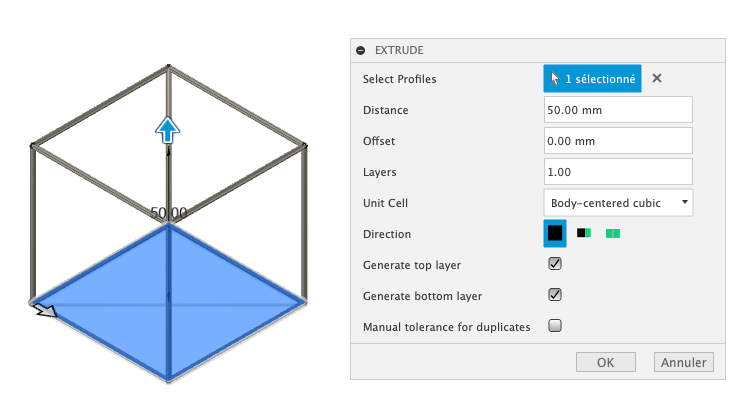 EXTRUDE
Select Profiles 1 sélectionné
Distance 50.00 mm
Offset 0.00 mm
Layers 1.00
Unit Cell Body-centered cubic
Direction
Generate top layer
Generate bottom layer
Manual tolerance for duplicates
OK Annuler
50.00